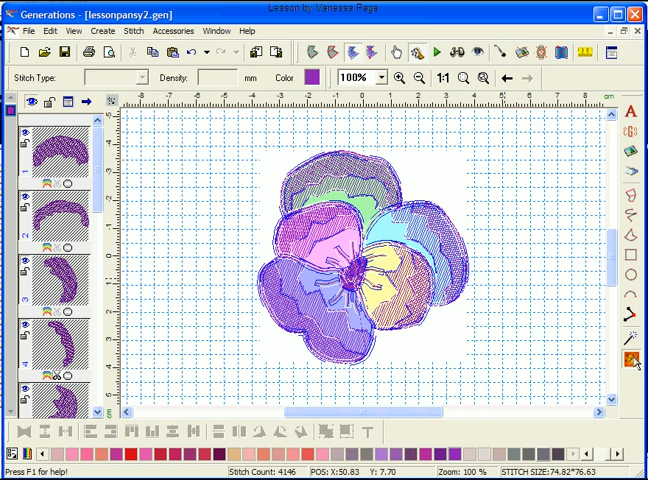 Lesson by Vanessa Page
Generations - [lessonpansy2.gen]
File Edit View Image Create Stitch Accessories Window Help
Stitch Type: Density: mm Color 100% 1:1
-8 -7 -6 -5 -4 -3 -2 -1 0 1 2 3 4 5 6 7 8 cm
1
2
3
4
A
Press F1 for help! Stitch Count: 4146 POS: X:50.83 Y: 7.70 Zoom: 100 % STITCH SIZE:74.82*76.63